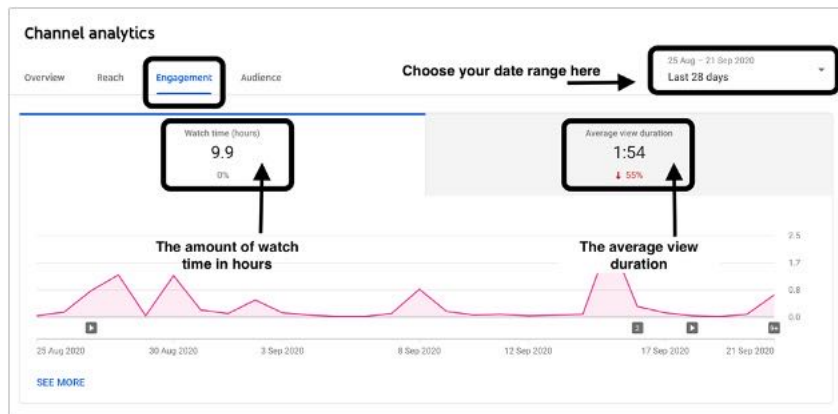 Channel analytics
Overview Reach Engagement Audience
Choose your date range here
25 Aug – 21 Sep 2020
Last 28 days
Watch time (hours)
9.9
0%
Average view duration
1:54
↓ 55%
The amount of watch
time in hours
The average view
duration
2.5
1.7
0.8
0.0
2
9+
25 Aug 2020 30 Aug 2020 3 Sep 2020 8 Sep 2020 12 Sep 2020 17 Sep 2020 21 Sep 2020
SEE MORE